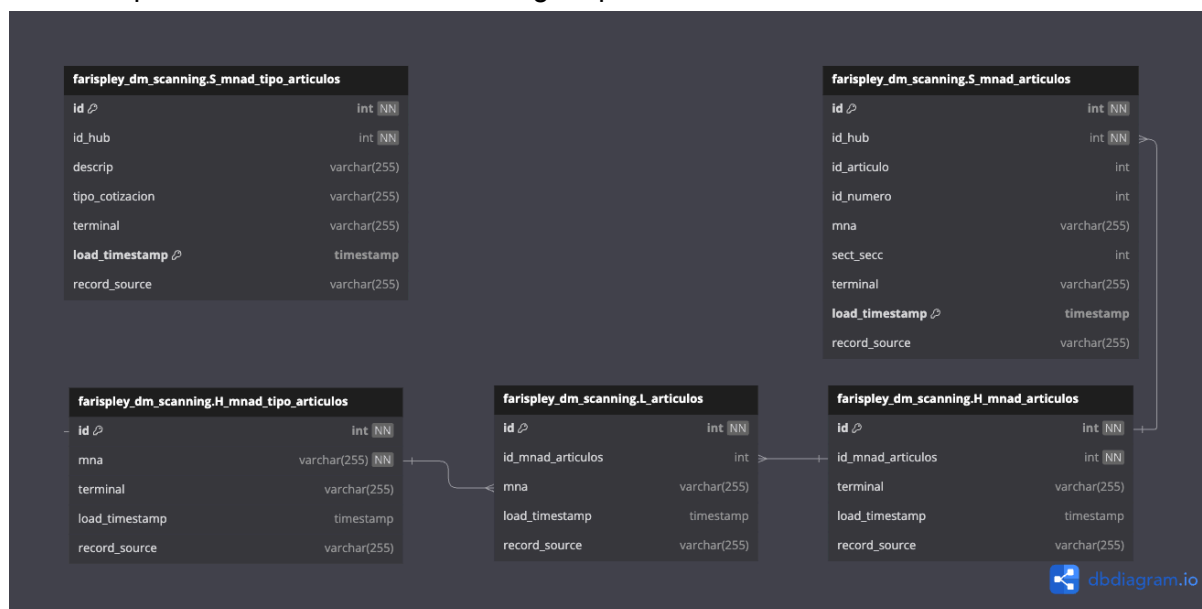 farispley_dm_scanning.S_mnad_tipo_articulos
id int NN
id_hub int NN
descrip varchar(255)
tipo_cotizacion varchar(255)
terminal varchar(255)
load_timestamp timestamp
record_source varchar(255)
farispley_dm_scanning.S_mnad_articulos
id int NN
id_hub int NN
id_articulo int
id_numero int
mna varchar(255)
sect_secc int
terminal varchar(255)
load_timestamp timestamp
record_source varchar(255)
farispley_dm_scanning.H_mnad_tipo_articulos
id int NN
mna varchar(255) NN
terminal varchar(255)
load_timestamp timestamp
record_source varchar(255)
farispley_dm_scanning.L_articulos
id int NN
id_mnad_articulos int
mna varchar(255)
load_timestamp timestamp
record_source varchar(255)
farispley_dm_scanning.H_mnad_articulos
id int NN
id_mnad_articulos int NN
terminal varchar(255)
load_timestamp timestamp
record_source varchar(255)
dbdiagram.io